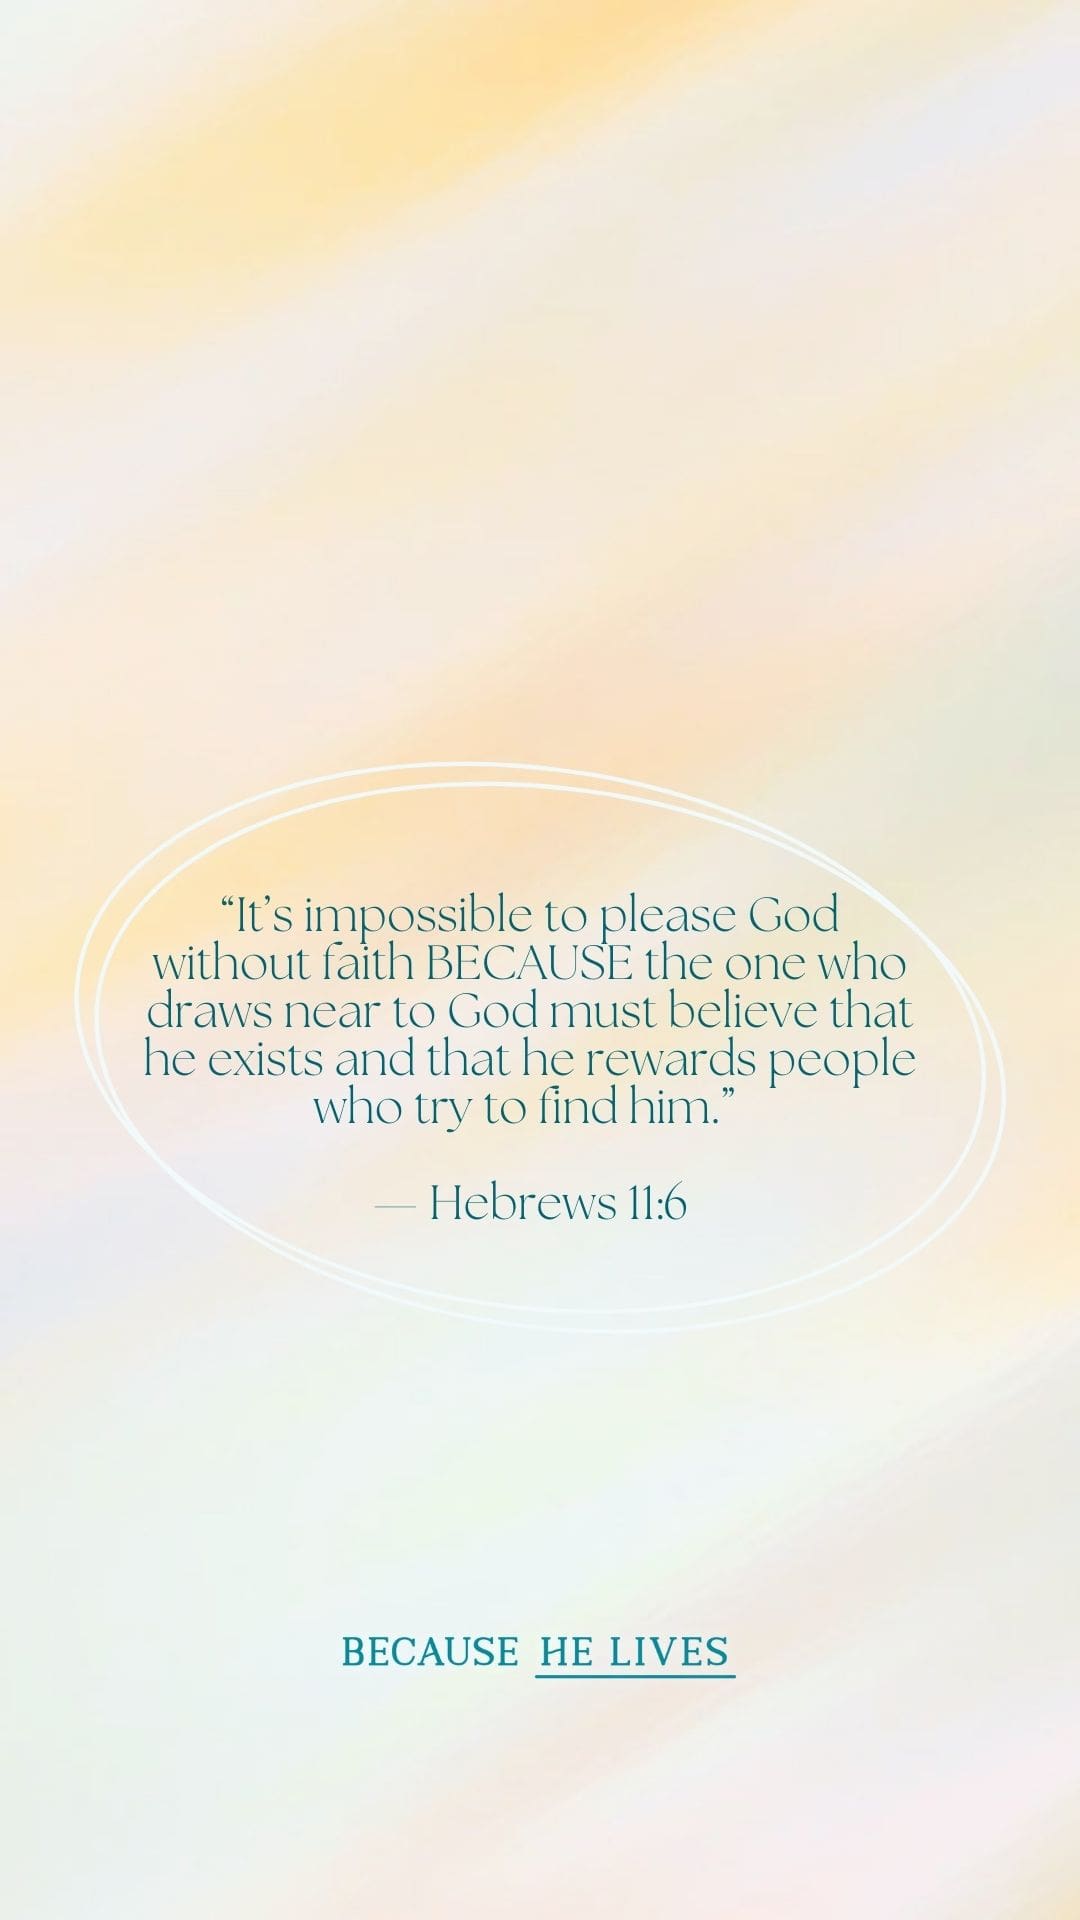 “It’s impossible to please God
without faith BECAUSE the one who
draws near to God must believe that
he exists and that he rewards people
who try to find him.”
— Hebrews 11:6
BECAUSE HE LIVES